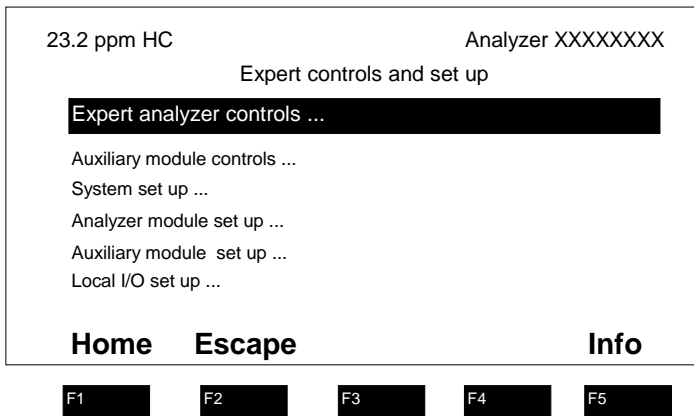 23.2 ppm HC Analyzer XXXXXXXX
Expert controls and set up
Expert analyzer controls ...
Auxiliary module controls ...
System set up ...
Analyzer module set up ...
Auxiliary module set up ...
Local I/O set up ...
Home Escape Info
F1 F2 F3 F4 F5